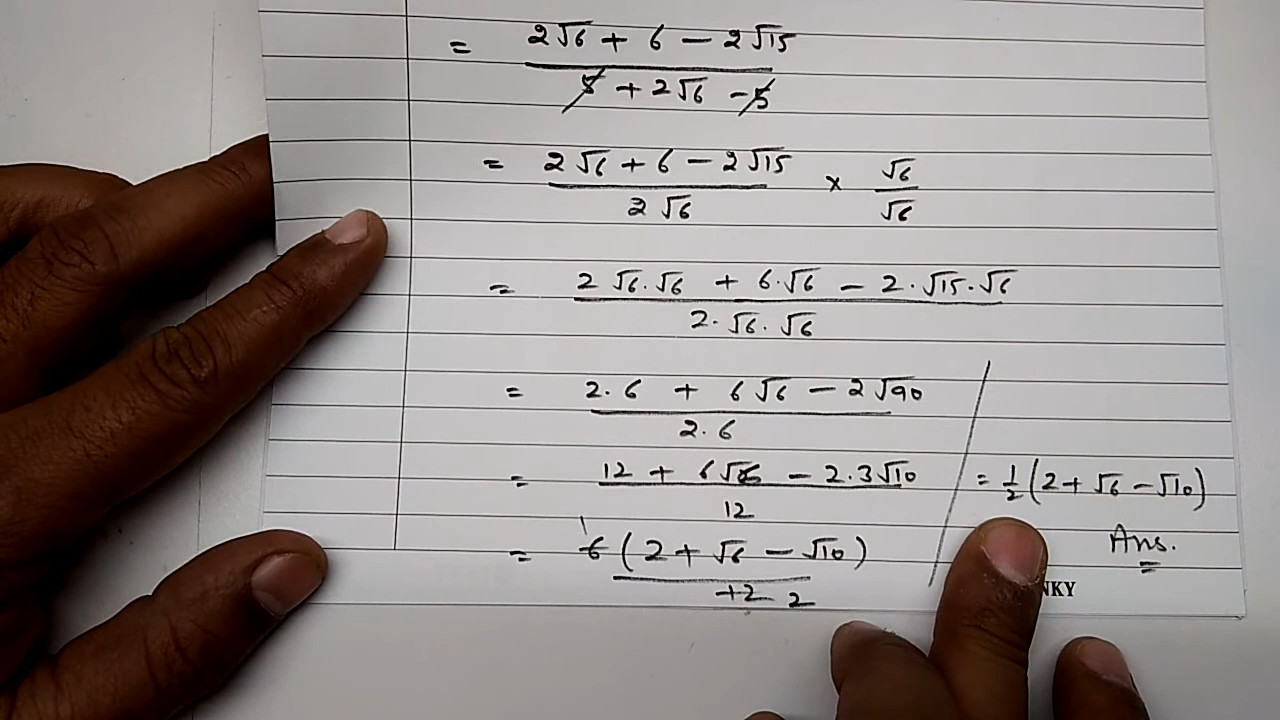 = (2√6 + 6 - 2√15) / (5 + 2√6 - 5)
= (2√6 + 6 - 2√15) / (2√6) × √6/√6
= (2√6.√6 + 6.√6 - 2.√15.√6) / (2.√6.√6)
= (2.6 + 6√6 - 2√90) / (2.6)
= (12 + 6√6 - 2.3√10) / 12
= 6(2 + √6 - √10) / 12
1
2
= 1/2 (2 + √6 - √10)
Ans.
NKY